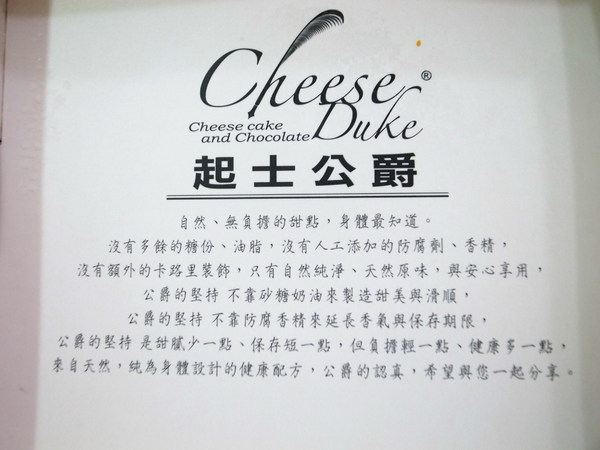 Cheese
Duke
®
Cheese cake
and Chocolate
起士公爵
自然、無負擔的甜點，身體最知道。
沒有多餘的糖份、油脂，沒有人工添加的防腐劑、香精，
沒有額外的卡路里裝飾，只有自然純淨、天然原味，與安心享用，
公爵的堅持 不靠砂糖奶油來製造甜美與滑順，
公爵的堅持 不靠防腐香精來延長香氣與保存期限，
公爵的堅持 是甜膩少一點、保存短一點，但負擔輕一點、健康多一點，
來自天然，純為身體設計的健康配方，公爵的認真，希望與您一起分享。